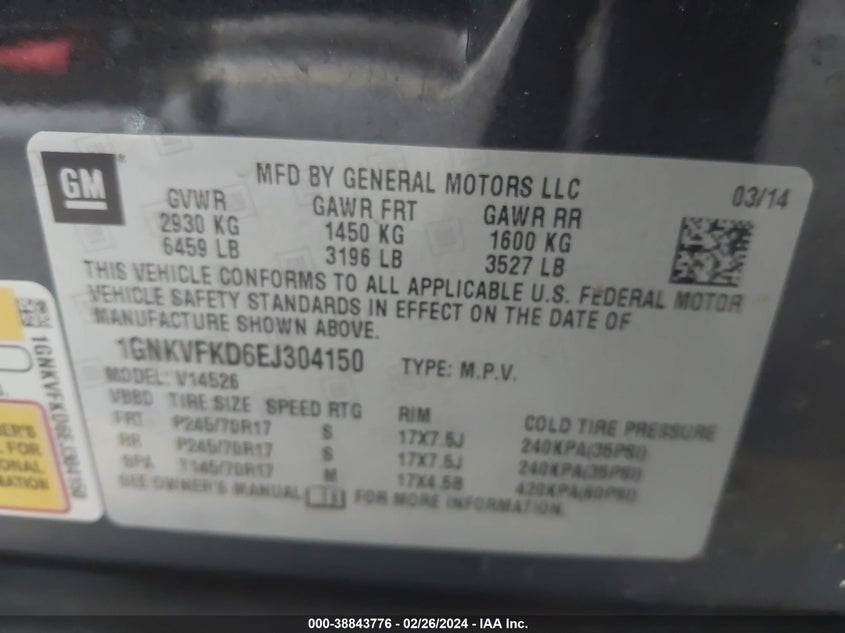 GM
MFD BY GENERAL MOTORS LLC
03/14
GVWR GAWR FRT GAWR RR
2930 KG 1450 KG 1600 KG
6459 LB 3196 LB 3527 LB
THIS VEHICLE CONFORMS TO ALL APPLICABLE U.S. FEDERAL MOTOR
VEHICLE SAFETY STANDARDS IN EFFECT ON THE DATE OF
MANUFACTURE SHOWN ABOVE.
1GNKVFKD6EJ304150 TYPE: M.P.V.
MODEL: V14526
TIRE SIZE SPEED RTG RIM COLD TIRE PRESSURE
FRT P245/70R17 S 17X7.5J 240KPA(35PSI)
RR P245/70R17 S 17X7.5J 240KPA(35PSI)
SPA T145/70R17 M 17X4.5B 420KPA(60PSI)
SEE OWNER'S MANUAL FOR MORE INFORMATION.
1GNKVFKD6EJ304150
FOR
000-38843776 - 02/26/2024 - IAA Inc.